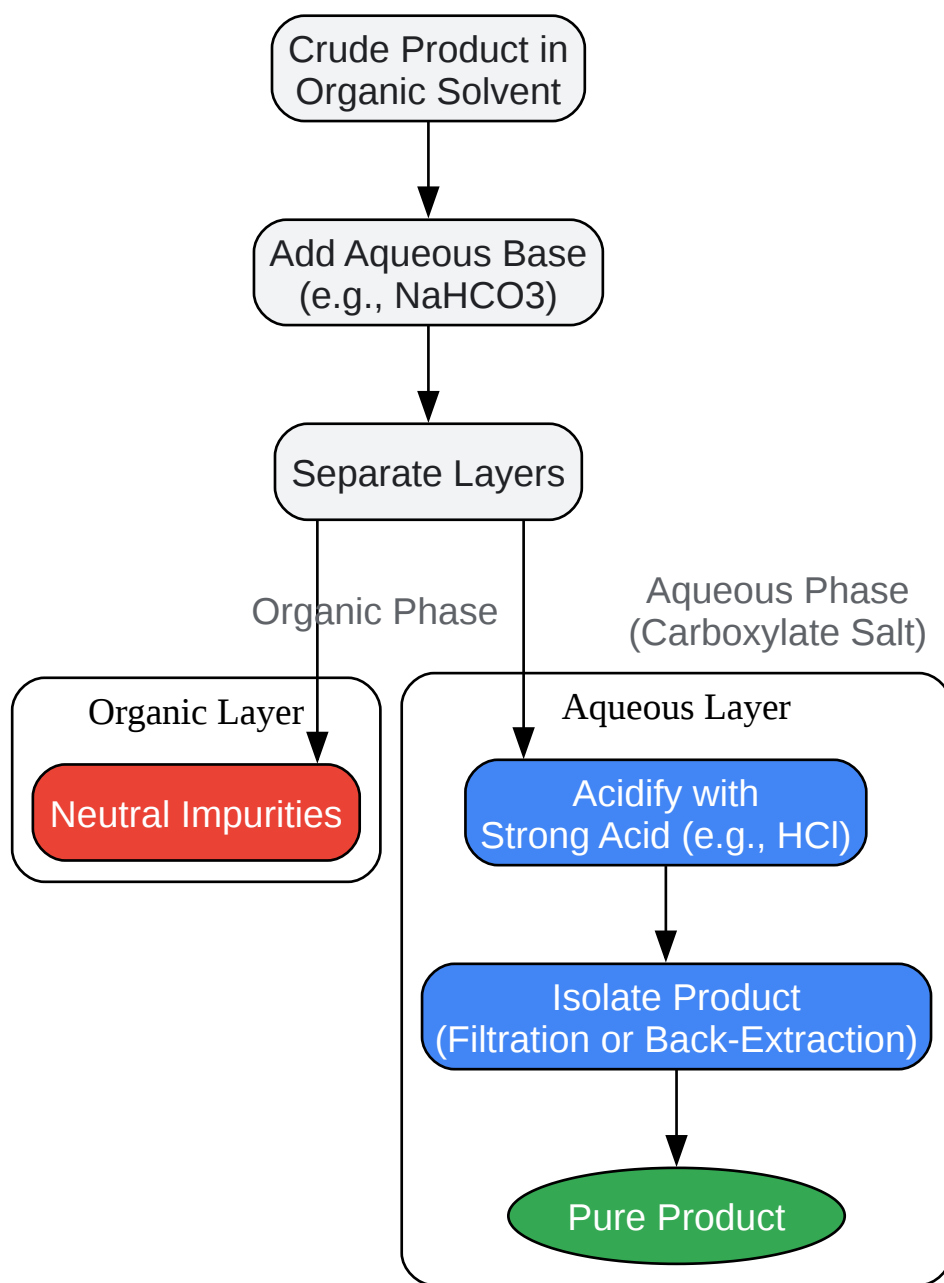 Crude Product in
Organic Solvent
Add Aqueous Base
(e.g., NaHCO3)
Separate Layers
Organic Phase
Aqueous Phase
(Carboxylate Salt)
Organic Layer
Neutral Impurities
Aqueous Layer
Acidify with
Strong Acid (e.g., HCl)
Isolate Product
(Filtration or Back-Extraction)
Pure Product